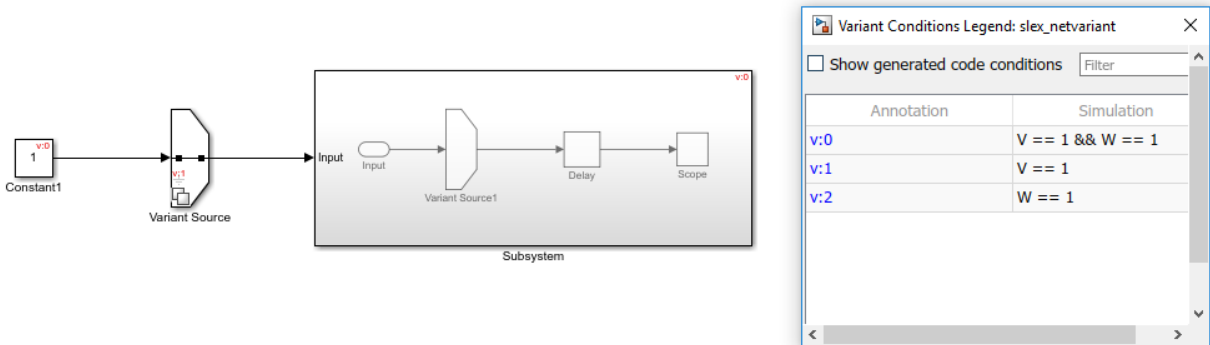 v:0
1
Constant1
v:1
Variant Source
v:0
Input
Input
Variant Source1
Delay
Scope
Subsystem
Variant Conditions Legend: slex_netvariant
Show generated code conditions Filter
Annotation Simulation
v:0 V == 1 && W == 1
v:1 V == 1
v:2 W == 1